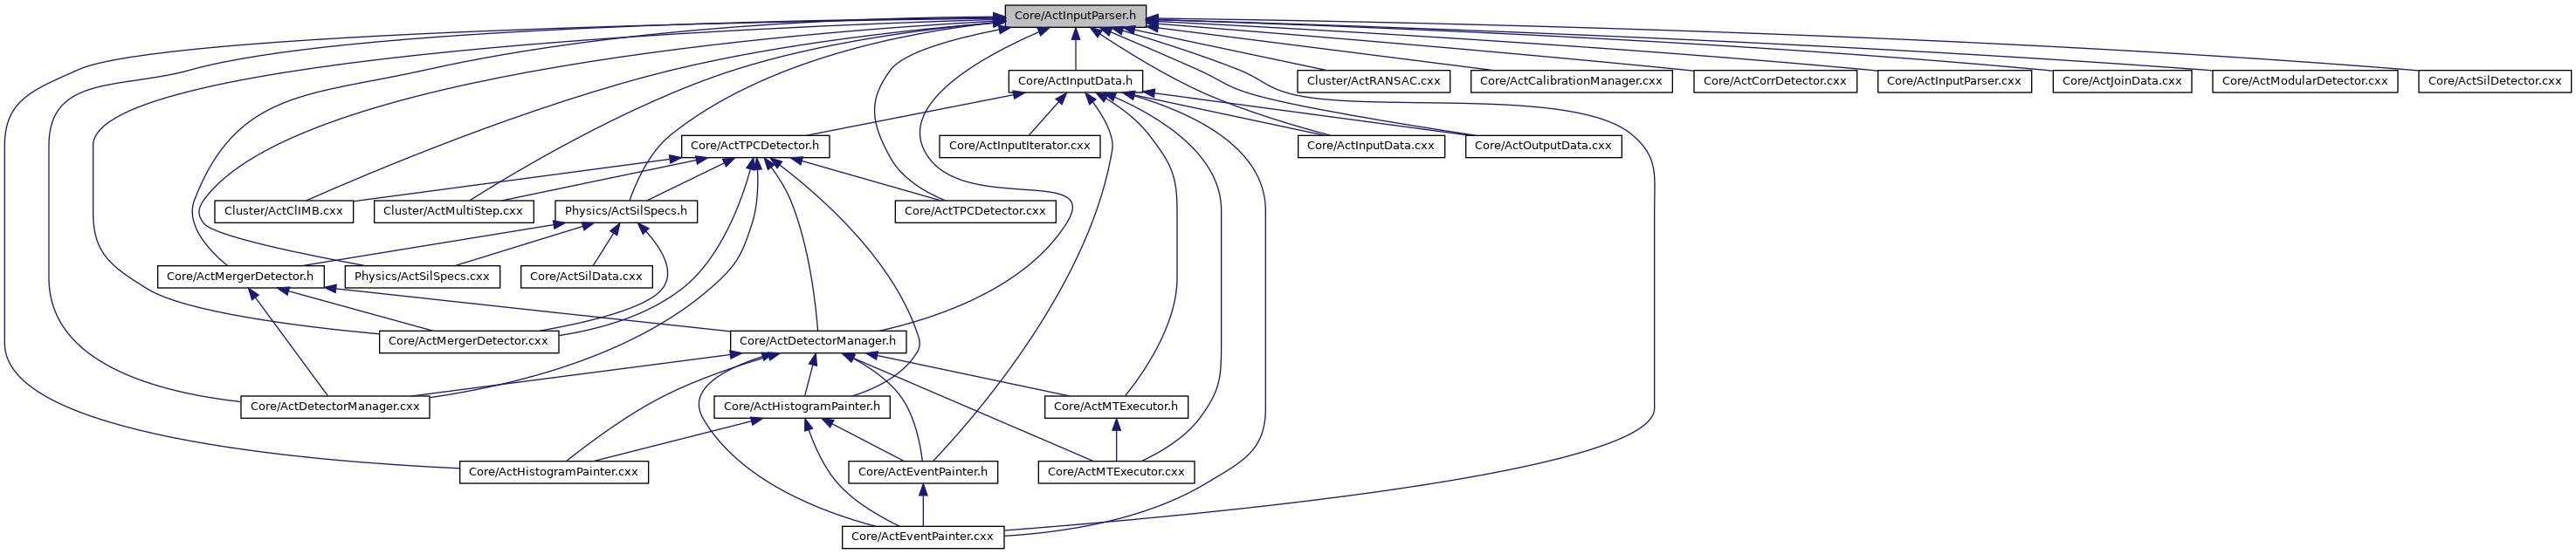 Core/ActInputParser.h
Core/ActInputData.h
Cluster/ActRANSAC.cxx
Core/ActCalibrationManager.cxx
Core/ActCorrDetector.cxx
Core/ActInputParser.cxx
Core/ActJoinData.cxx
Core/ActModularDetector.cxx
Core/ActSilDetector.cxx
Core/ActTPCDetector.h
Core/ActInputIterator.cxx
Core/ActInputData.cxx
Core/ActOutputData.cxx
Cluster/ActClIMB.cxx
Cluster/ActMultiStep.cxx
Physics/ActSilSpecs.h
Core/ActTPCDetector.cxx
Core/ActMergerDetector.h
Physics/ActSilSpecs.cxx
Core/ActSilData.cxx
Core/ActMergerDetector.cxx
Core/ActDetectorManager.h
Core/ActDetectorManager.cxx
Core/ActHistogramPainter.h
Core/ActMTExecutor.h
Core/ActHistogramPainter.cxx
Core/ActEventPainter.h
Core/ActMTExecutor.cxx
Core/ActEventPainter.cxx